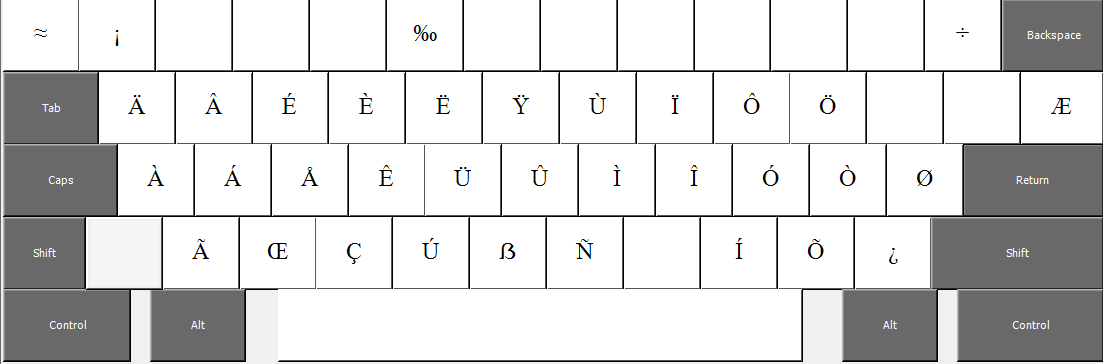 ≈ ¡ ‰ ÷ Backspace
Tab Ä Â É È Ë Ÿ Ù Ï Ô Ö Æ
Caps À Á Å Ê Ü Û Ì Î Ó Ò Ø Return
Shift Ã Œ Ç Ú ẞ Ñ Í Õ ¿ Shift
Control Alt Alt Control